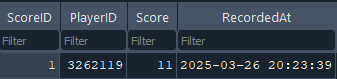 ScoreID PlayerID Score RecordedAt
Filter Filter Filter Filter
1 3262119 11 2025-03-26 20:23:39